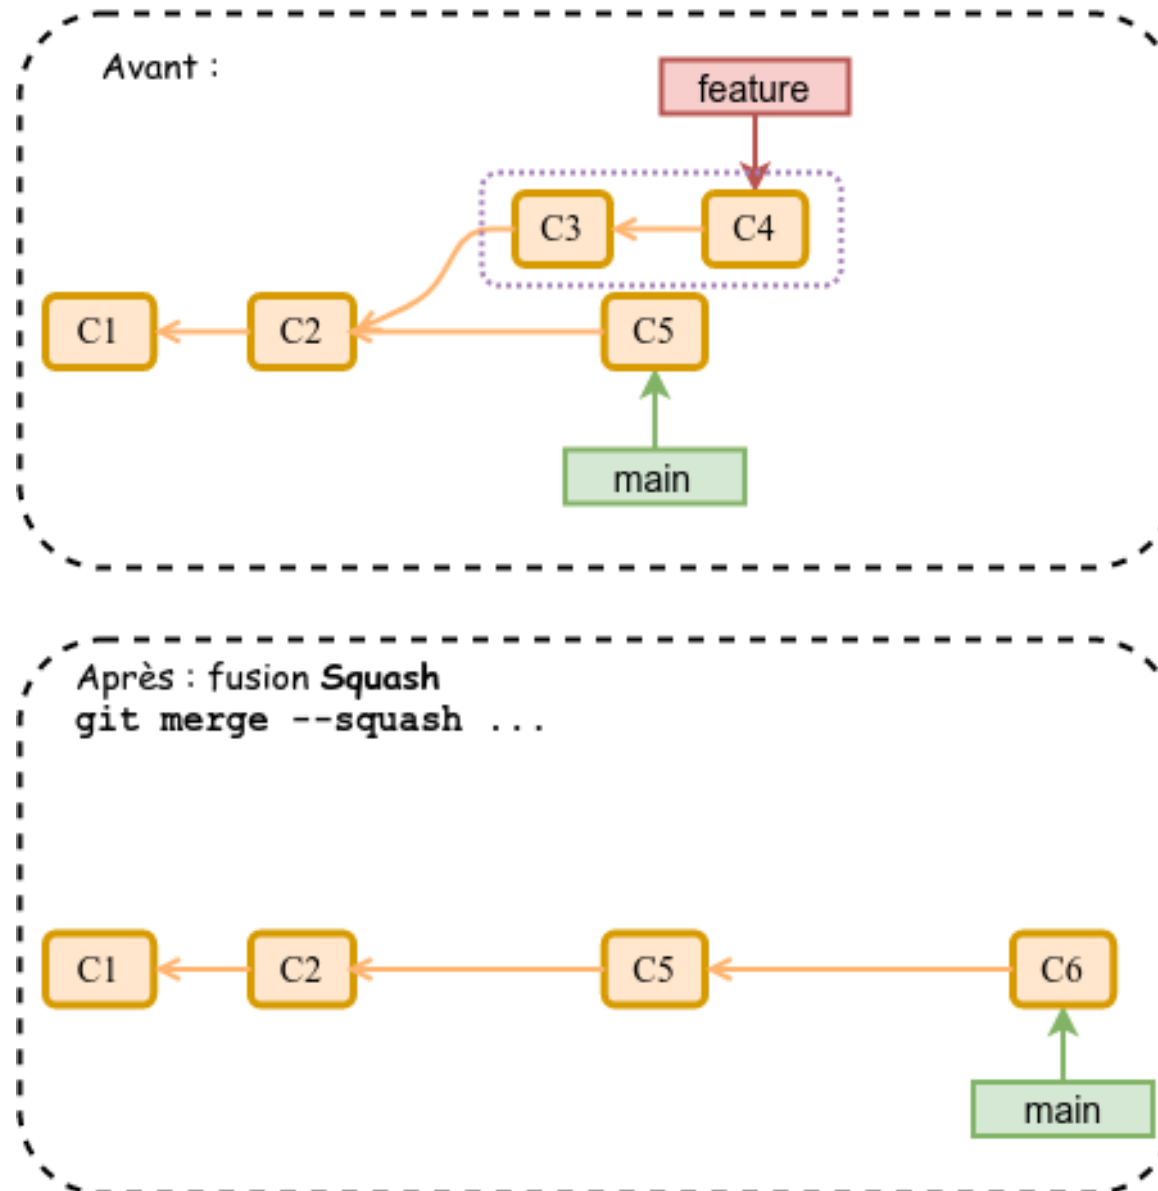 Avant :
feature
C3 C4
C1 C2 C5
main
Après : fusion Squash
git merge --squash ...
C1 C2 C5 C6
main